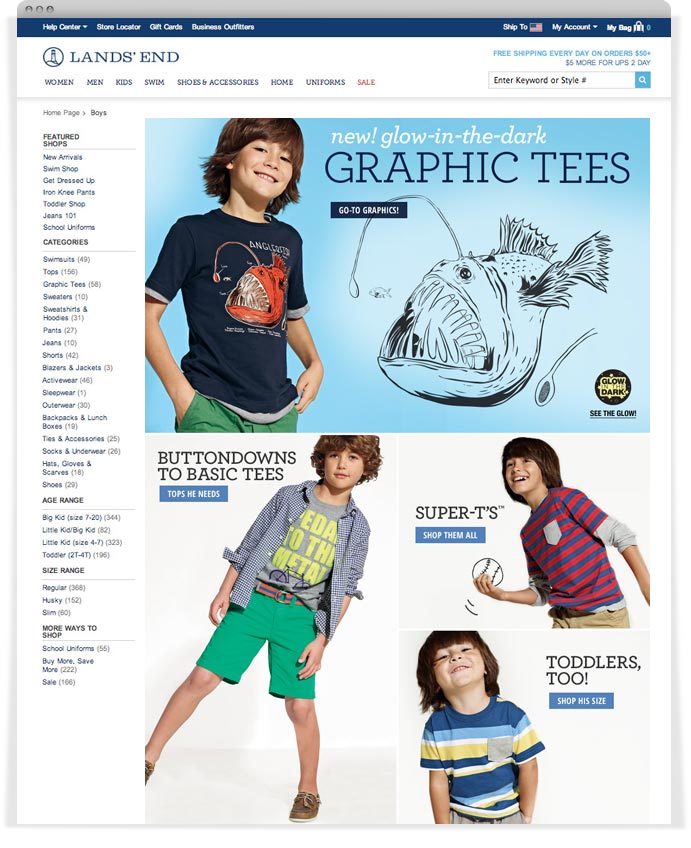 Help Center Store Locator Gift Cards Business Outfitters Ship To My Account My Bag 0
LANDS' END
FREE SHIPPING EVERY DAY ON ORDERS $50+
$5 MORE FOR UPS 2 DAY
WOMEN MEN KIDS SWIM SHOES & ACCESSORIES HOME UNIFORMS SALE
Enter Keyword or Style #
Home Page > Boys
FEATURED
SHOPS
New Arrivals
Swim Shop
Get Dressed Up
Iron Knee Pants
Toddler Shop
Jeans 101
School Uniforms
CATEGORIES
Swimsuits (49)
Tops (156)
Graphic Tees (58)
Sweaters (10)
Sweatshirts &
Hoodies (31)
Pants (27)
Jeans (10)
Shorts (42)
Blazers & Jackets (3)
Activewear (46)
Sleepwear (1)
Outerwear (30)
Backpacks & Lunch
Boxes (19)
Ties & Accessories (25)
Socks & Underwear (26)
Hats, Gloves &
Scarves (18)
Shoes (29)
AGE RANGE
Big Kid (size 7-20) (344)
Little Kid/Big Kid (82)
Little Kid (size 4-7) (323)
Toddler (2T-4T) (196)
SIZE RANGE
Regular (368)
Husky (152)
Slim (60)
MORE WAYS TO
SHOP
School Uniforms (55)
Buy More, Save
More (222)
Sale (166)
new! glow-in-the-dark
GRAPHIC TEES
GO-TO GRAPHICS!
GLOW
IN THE
DARK
SEE THE GLOW!
BUTTONDOWNS
TO BASIC TEES
TOPS HE NEEDS
TO THE
METAL
SUPER-T'S™
SHOP THEM ALL
TODDLERS,
TOO!
SHOP HIS SIZE